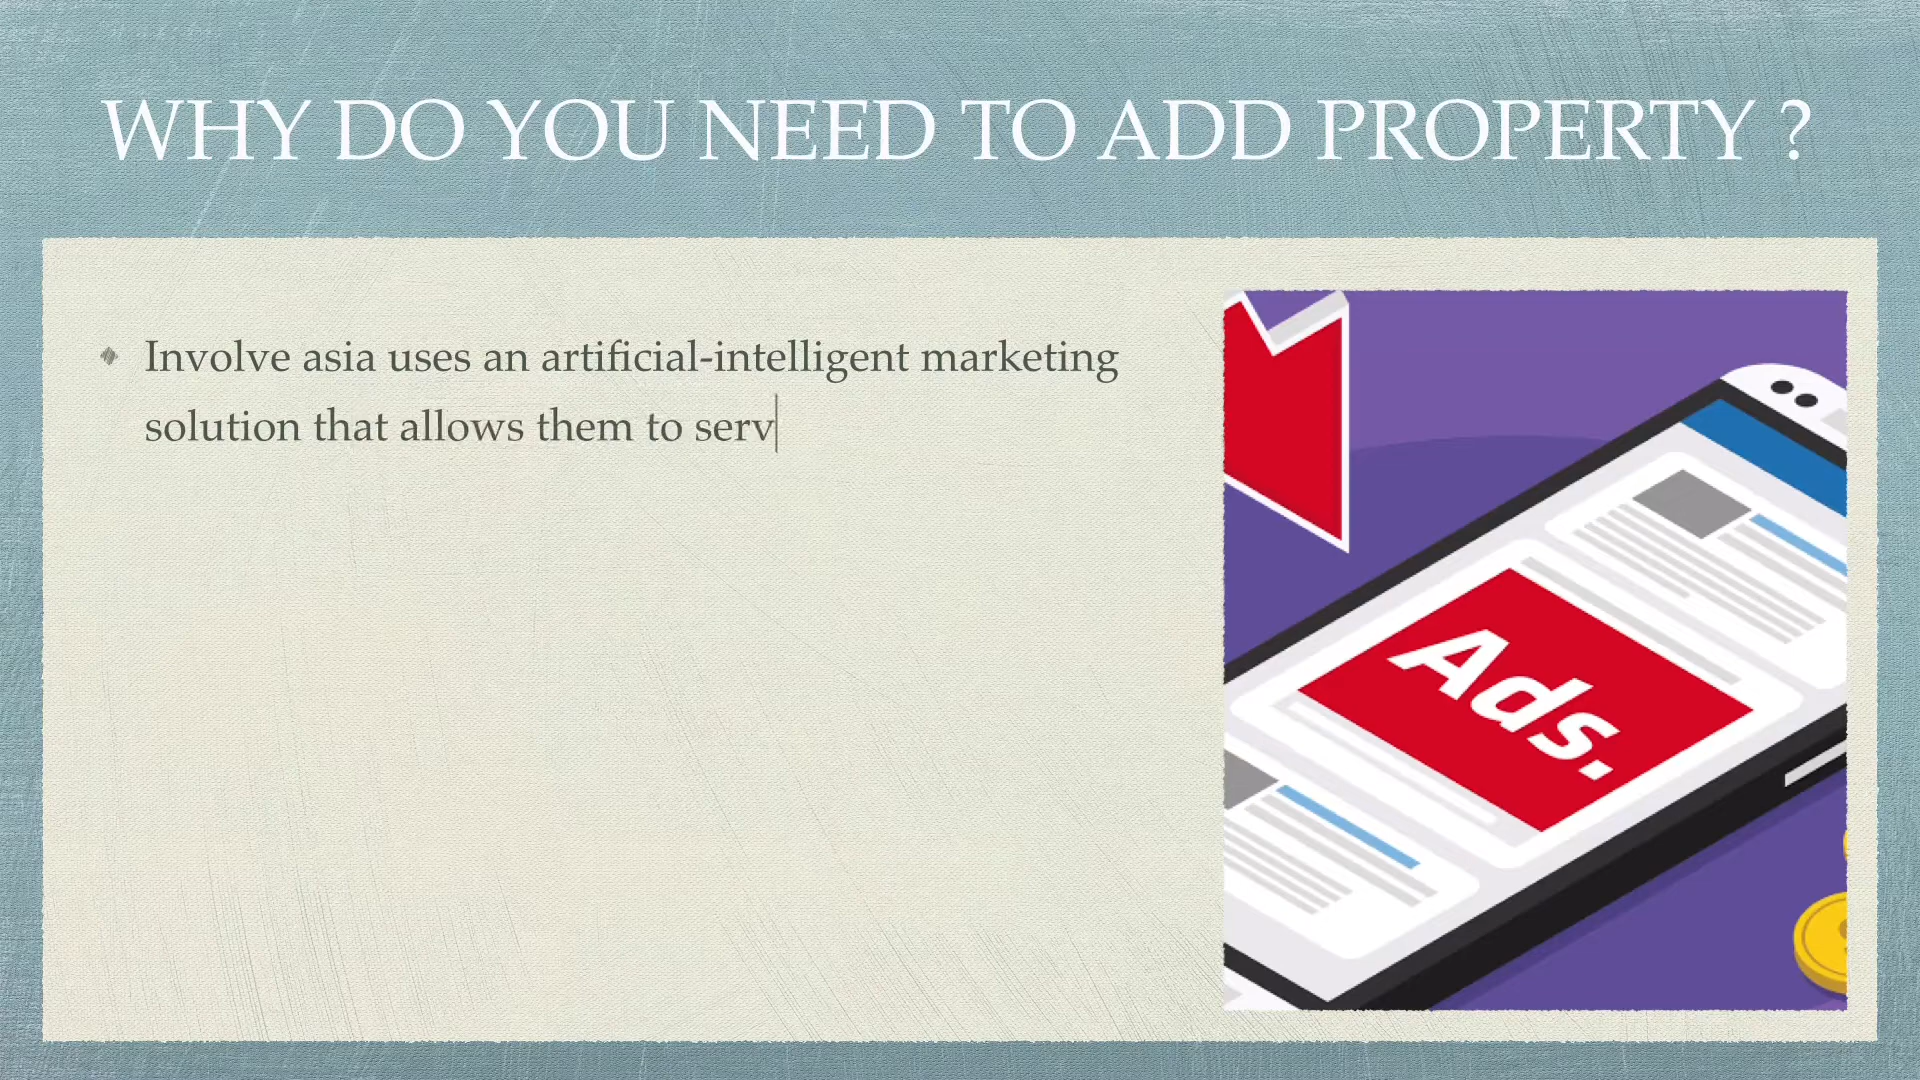 WHY DO YOU NEED TO ADD PROPERTY ?
Involve asia uses an artificial-intelligent marketing
solution that allows them to serv
Ads.